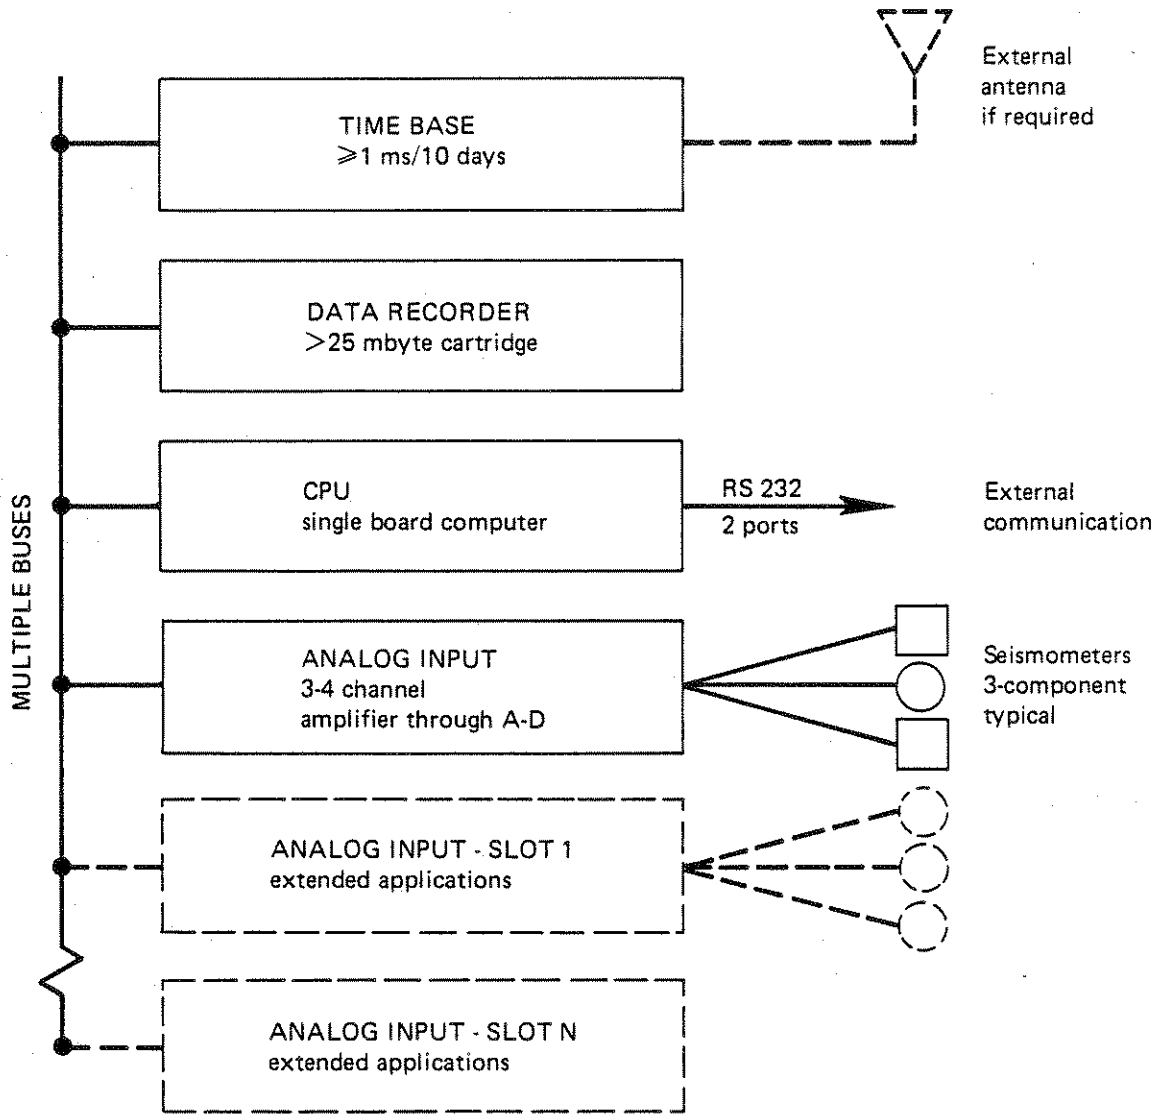 External
antenna
if required
TIME BASE
⩾1 ms/10 days
DATA RECORDER
>25 mbyte cartridge
MULTIPLE BUSES
CPU
single board computer
RS 232
2 ports
External
communication
ANALOG INPUT
3-4 channel
amplifier through A-D
Seismometers
3-component
typical
ANALOG INPUT - SLOT 1
extended applications
ANALOG INPUT - SLOT N
extended applications